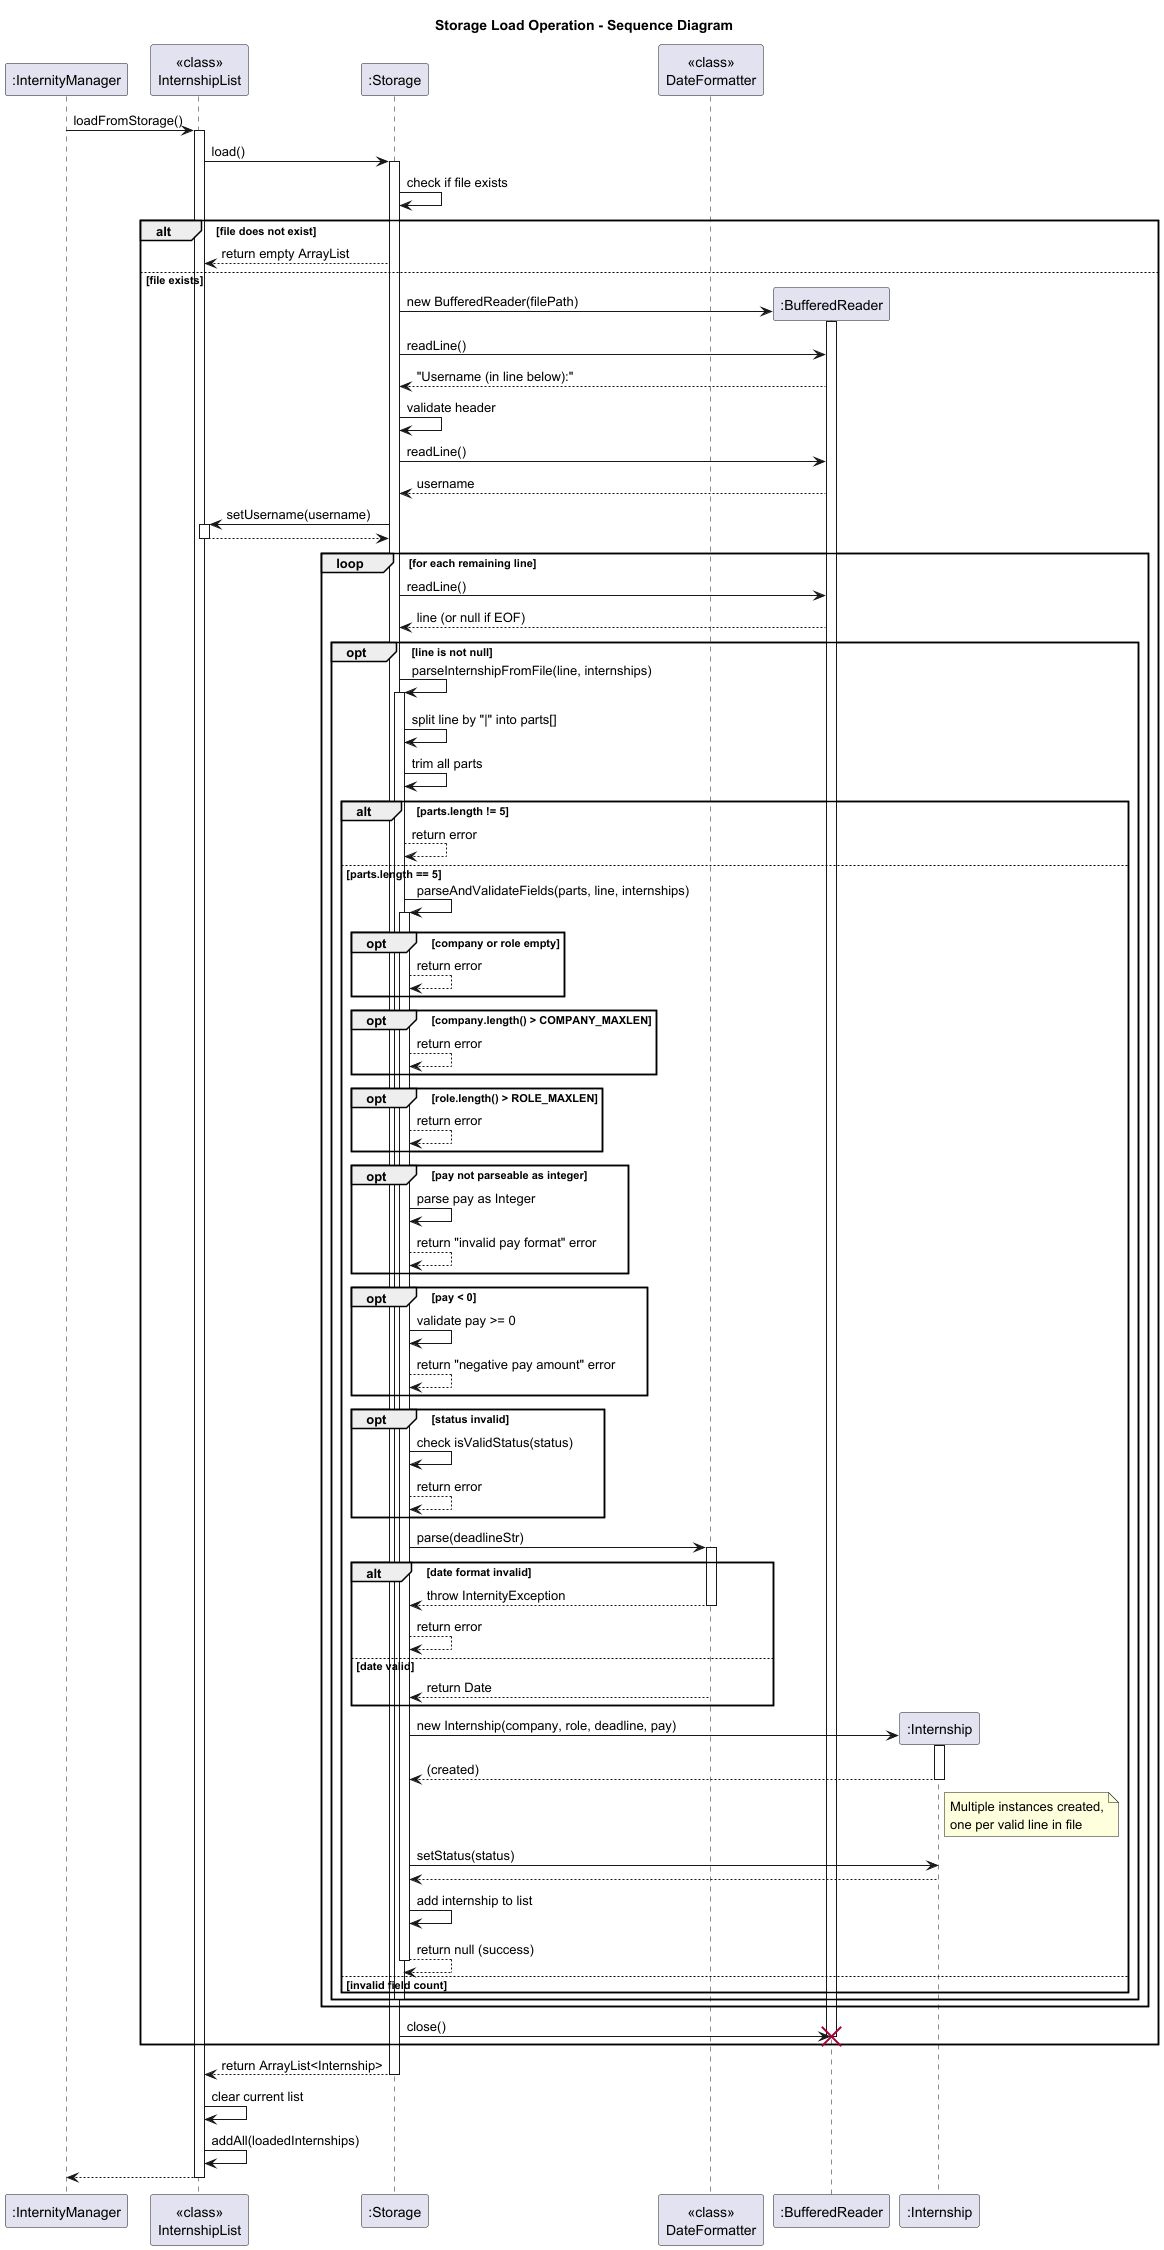 Storage Load Operation - Sequence Diagram
:InternityManager
«class»
InternshipList
:Storage
«class»
DateFormatter
loadFromStorage()
load()
check if file exists
alt
[file does not exist]
return empty ArrayList
[file exists]
new BufferedReader(filePath)
:BufferedReader
readLine()
"Username (in line below):"
validate header
readLine()
username
setUsername(username)
loop
[for each remaining line]
readLine()
line (or null if EOF)
opt
[line is not null]
parseInternshipFromFile(line, internships)
split line by "|" into parts[]
trim all parts
alt
[parts.length != 5]
return error
[parts.length == 5]
parseAndValidateFields(parts, line, internships)
opt
[company or role empty]
return error
opt
[company.length() > COMPANY_MAXLEN]
return error
opt
[role.length() > ROLE_MAXLEN]
return error
opt
[pay not parseable as integer]
parse pay as Integer
return "invalid pay format" error
opt
[pay < 0]
validate pay >= 0
return "negative pay amount" error
opt
[status invalid]
check isValidStatus(status)
return error
parse(deadlineStr)
alt
[date format invalid]
throw InternityException
return error
[date valid]
return Date
new Internship(company, role, deadline, pay)
:Internship
(created)
Multiple instances created,
one per valid line in file
setStatus(status)
add internship to list
return null (success)
[invalid field count]
close()
return ArrayList<Internship>
clear current list
addAll(loadedInternships)
:InternityManager
«class»
InternshipList
:Storage
«class»
DateFormatter
:BufferedReader
:Internship